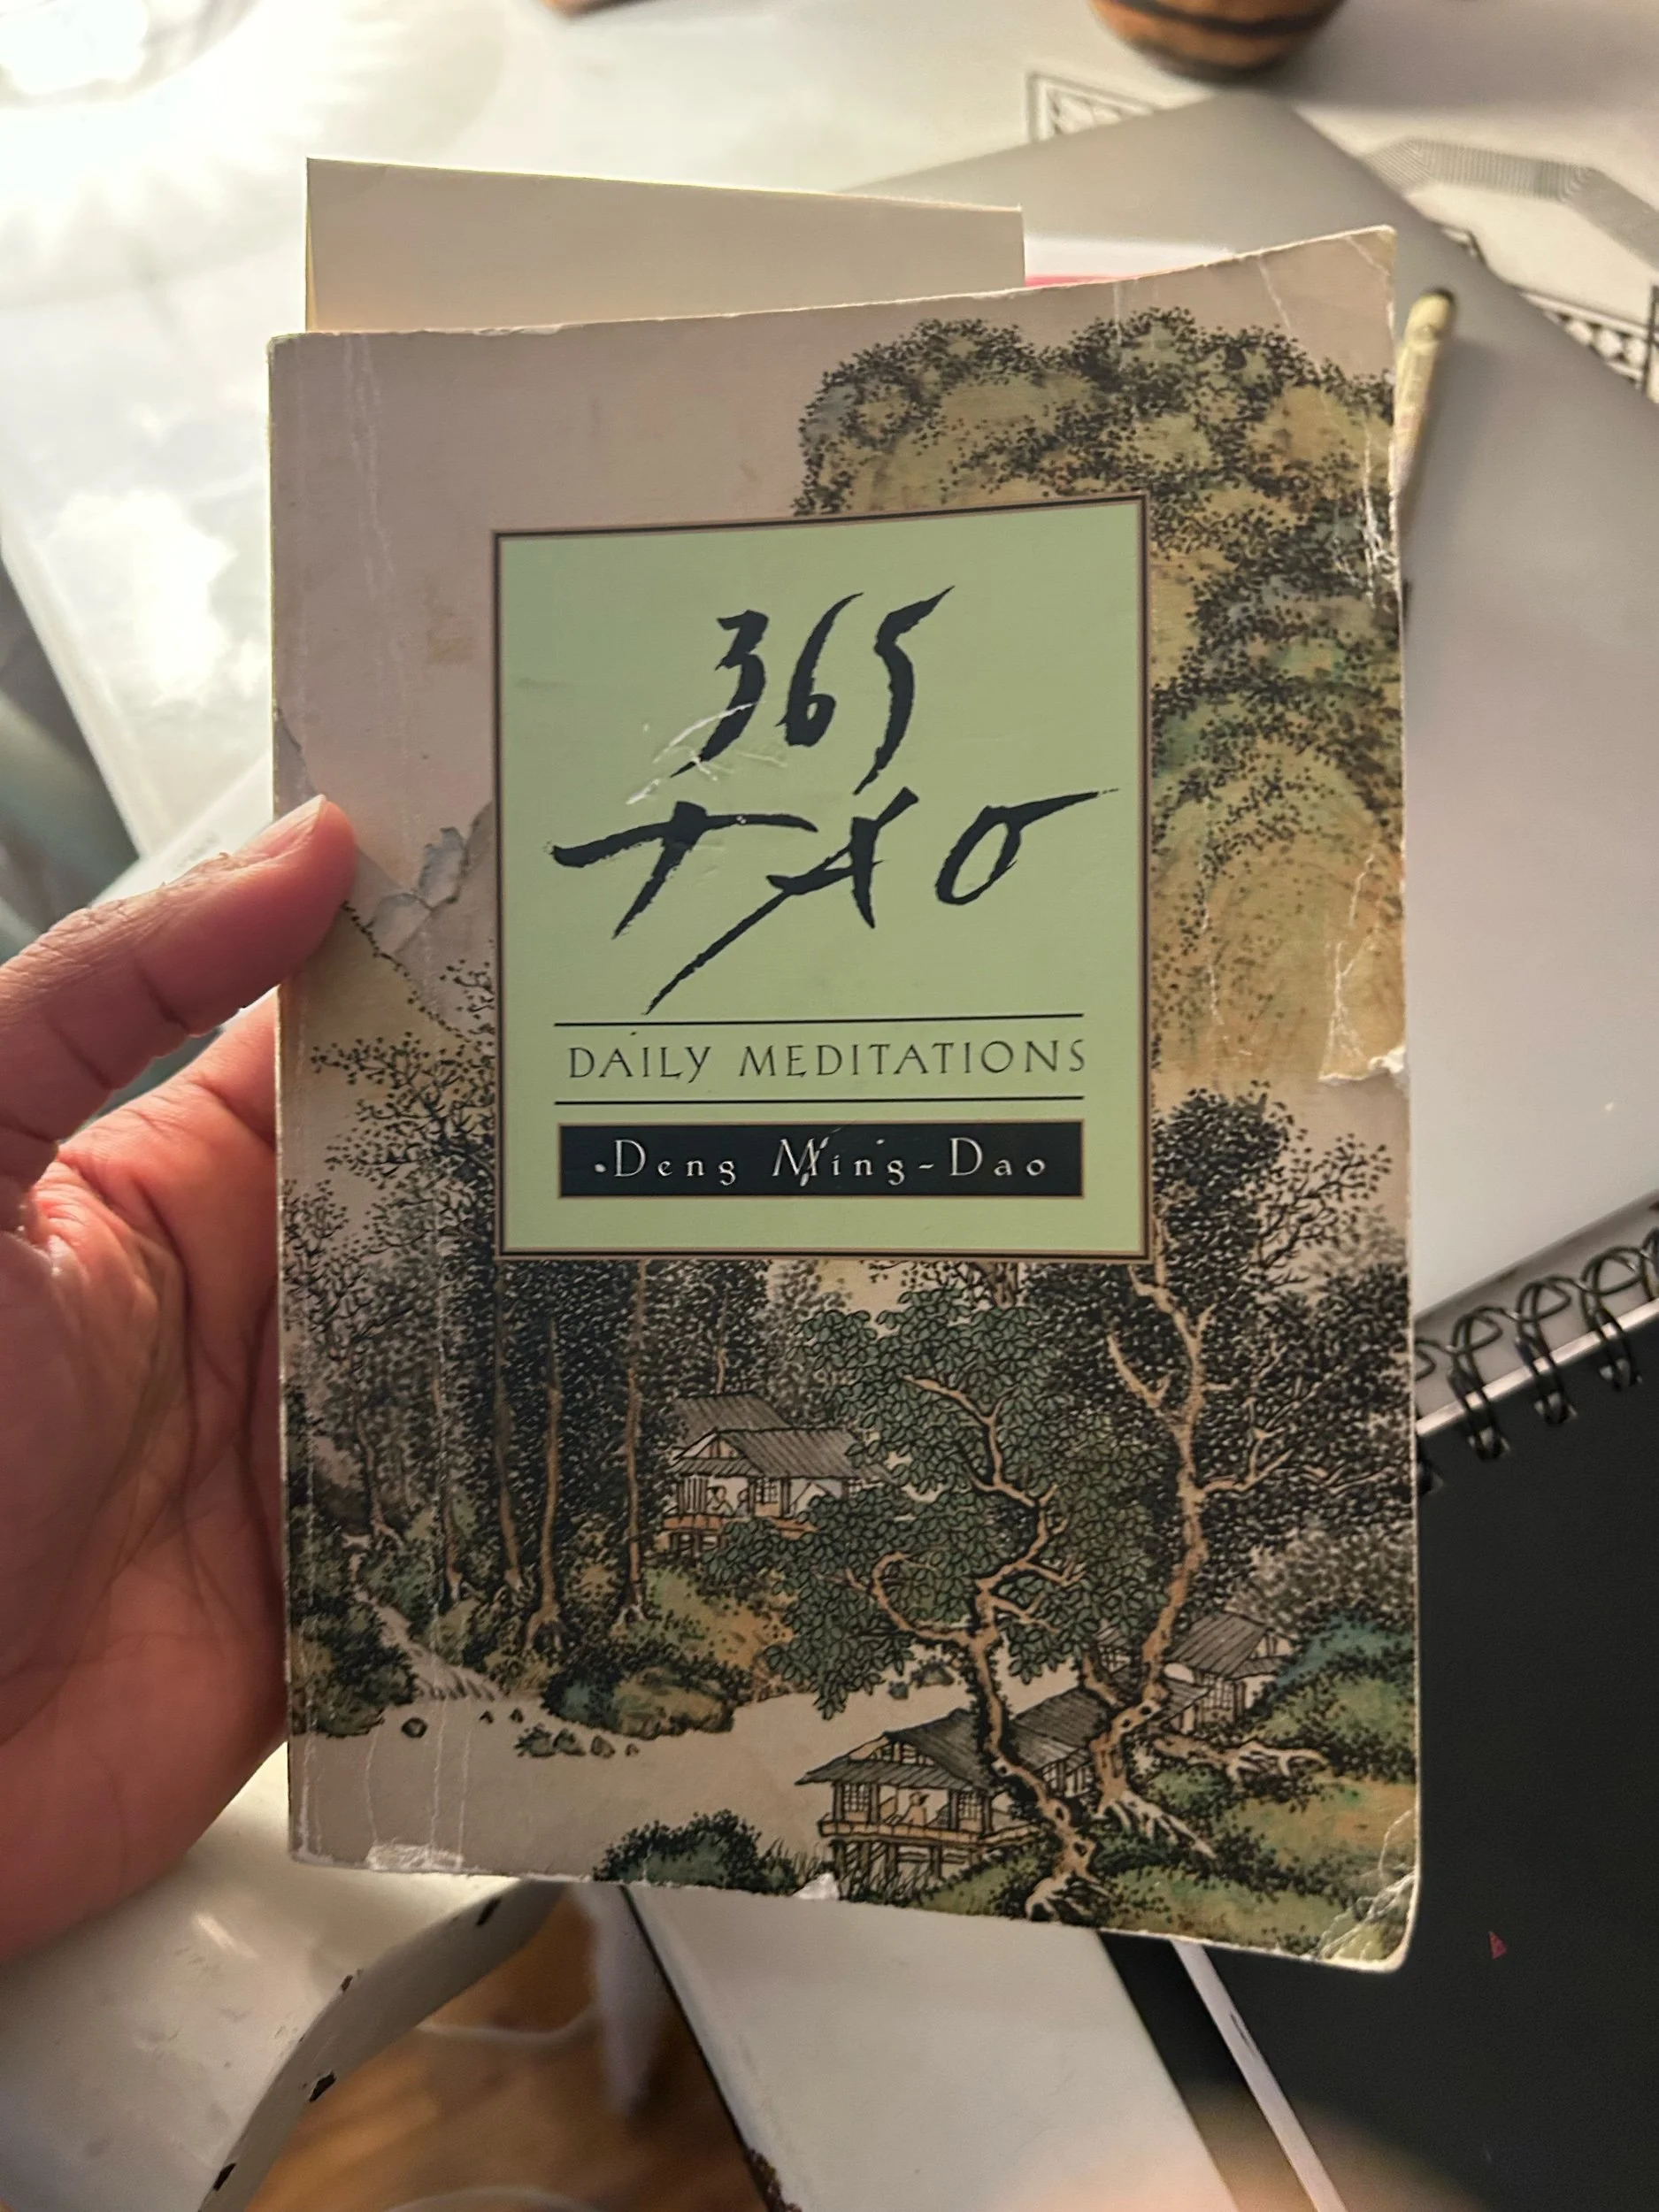 365
TAO
DAILY MEDITATIONS
•Deng Ming-Dao